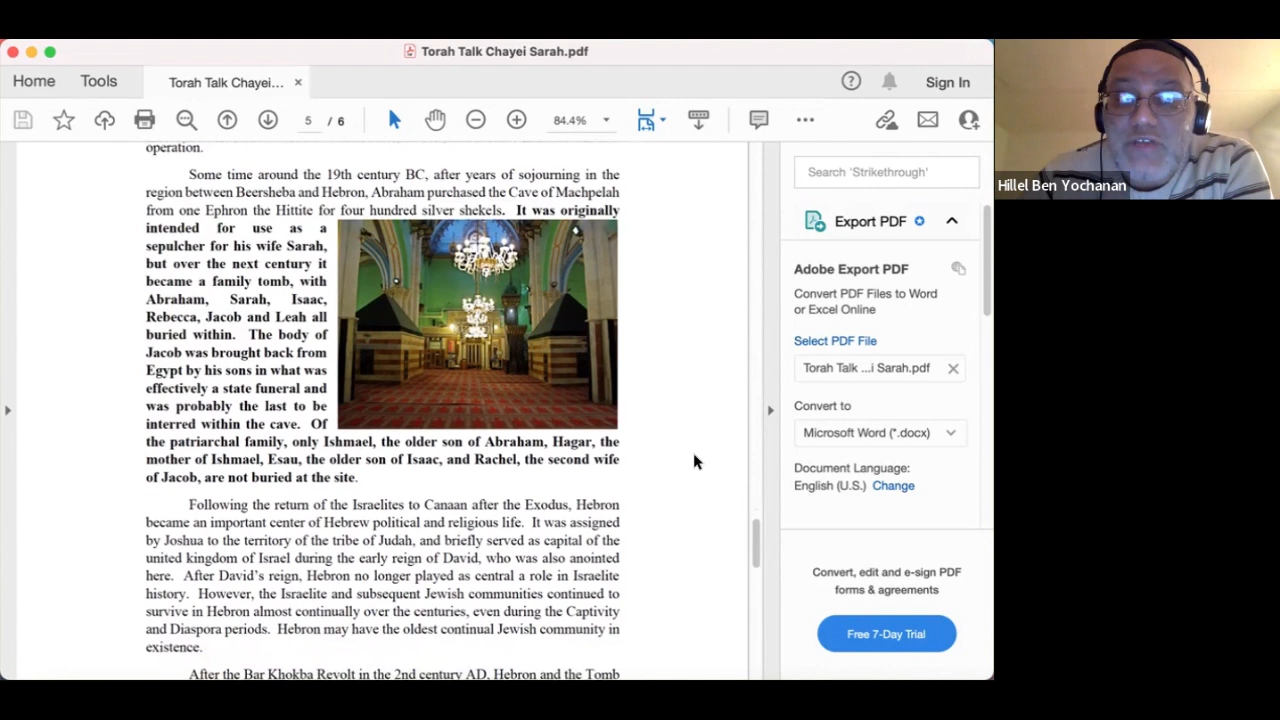 Torah Talk Chayei Sarah.pdf
Home
Tools
Torah Talk Chayei...
Sign In
5 / 6
84.4%
operation.
Some time around the 19th century BC, after years of sojourning in the
region between Beersheba and Hebron, Abraham purchased the Cave of Machpelah
from one Ephron the Hittite for four hundred silver shekels. It was originally
intended for use as a
sepulcher for his wife Sarah,
but over the next century it
became a family tomb, with
Abraham, Sarah, Isaac,
Rebecca, Jacob and Leah all
buried within. The body of
Jacob was brought back from
Egypt by his sons in what was
effectively a state funeral and
was probably the last to be
interred within the cave. Of
the patriarchal family, only Ishmael, the older son of Abraham, Hagar, the
mother of Ishmael, Esau, the older son of Isaac, and Rachel, the second wife
of Jacob, are not buried at the site.
Following the return of the Israelites to Canaan after the Exodus, Hebron
became an important center of Hebrew political and religious life. It was assigned
by Joshua to the territory of the tribe of Judah, and briefly served as capital of the
united kingdom of Israel during the early reign of David, who was also anointed
here. After David's reign, Hebron no longer played as central a role in Israelite
history. However, the Israelite and subsequent Jewish communities continued to
survive in Hebron almost continually over the centuries, even during the Captivity
and Diaspora periods. Hebron may have the oldest continual Jewish community in
existence.
After the Bar Khokba Revolt in the 2nd century AD, Hebron and the Tomb
Search 'Strikethrough'
Export PDF
Adobe Export PDF
Convert PDF Files to Word
or Excel Online
Select PDF File
Torah Talk ...i Sarah.pdf
Convert to
Microsoft Word (*.docx)
Document Language:
English (U.S.) Change
Convert, edit and e-sign PDF
forms & agreements
Free 7-Day Trial
Hillel Ben Yochanan